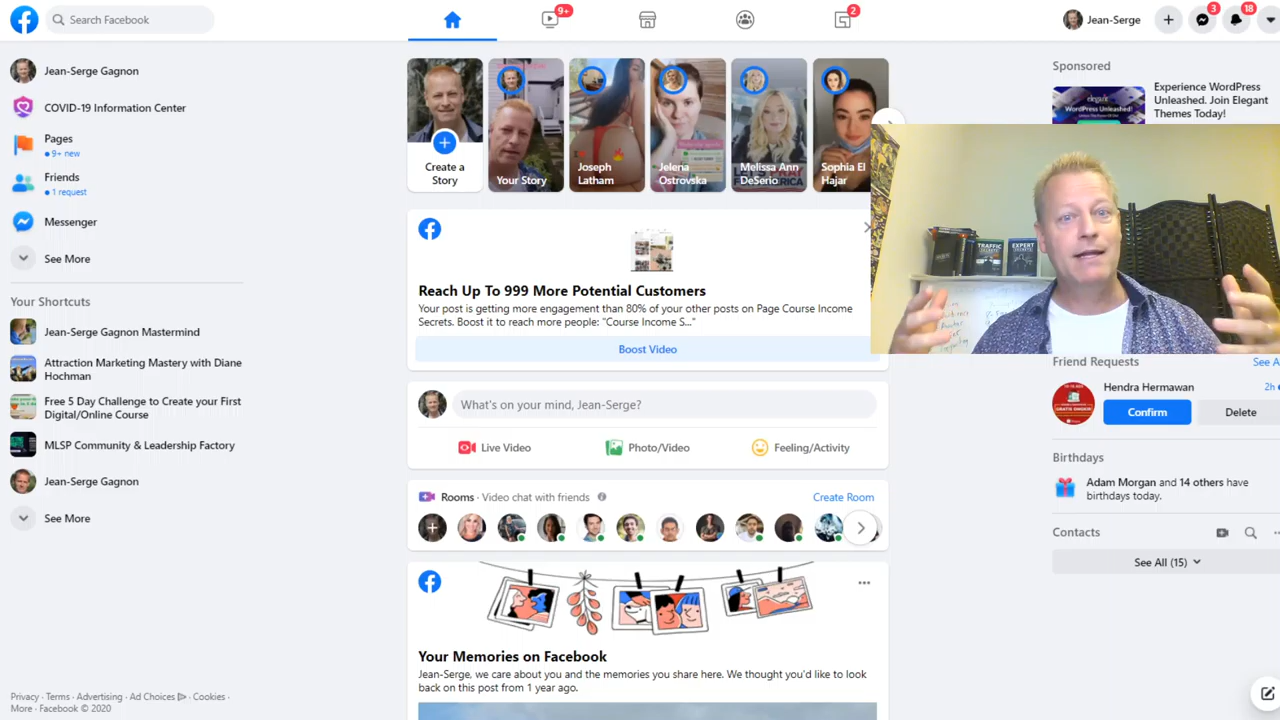 Search Facebook
9+
2
Jean-Serge
3
18
Jean-Serge Gagnon
COVID-19 Information Center
Pages
9+ new
Friends
1 request
Messenger
See More
Your Shortcuts
Jean-Serge Gagnon Mastermind
Attraction Marketing Mastery with Diane
Hochman
Free 5 Day Challenge to Create your First
Digital/Online Course
MLSP Community & Leadership Factory
Jean-Serge Gagnon
See More
Privacy · Terms · Advertising · Ad Choices · Cookies ·
More · Facebook © 2020
Create a
Story
Your Story
Joseph
Latham
Jelena
Ostrovska
Melissa Ann
DeSerio
Sophia El
Hajar
Reach Up To 999 More Potential Customers
Your post is getting more engagement than 80% of your other posts on Page Course Income
Secrets. Boost it to reach more people: "Course Income S..."
Boost Video
What's on your mind, Jean-Serge?
Live Video
Photo/Video
Feeling/Activity
Rooms · Video chat with friends
Create Room
Your Memories on Facebook
Jean-Serge, we care about you and the memories you share here. We thought you'd like to look
back on this post from 1 year ago.
Sponsored
elegant
WordPress Unleashed!
Experience WordPress
Unleashed. Join Elegant
Themes Today!
TRAFFIC
SECRETS
EXPERT
SECRETS
Friend Requests
See A
Hendra Hermawan
2h
Confirm
Delete
Birthdays
Adam Morgan and 14 others have
birthdays today.
Contacts
See All (15)